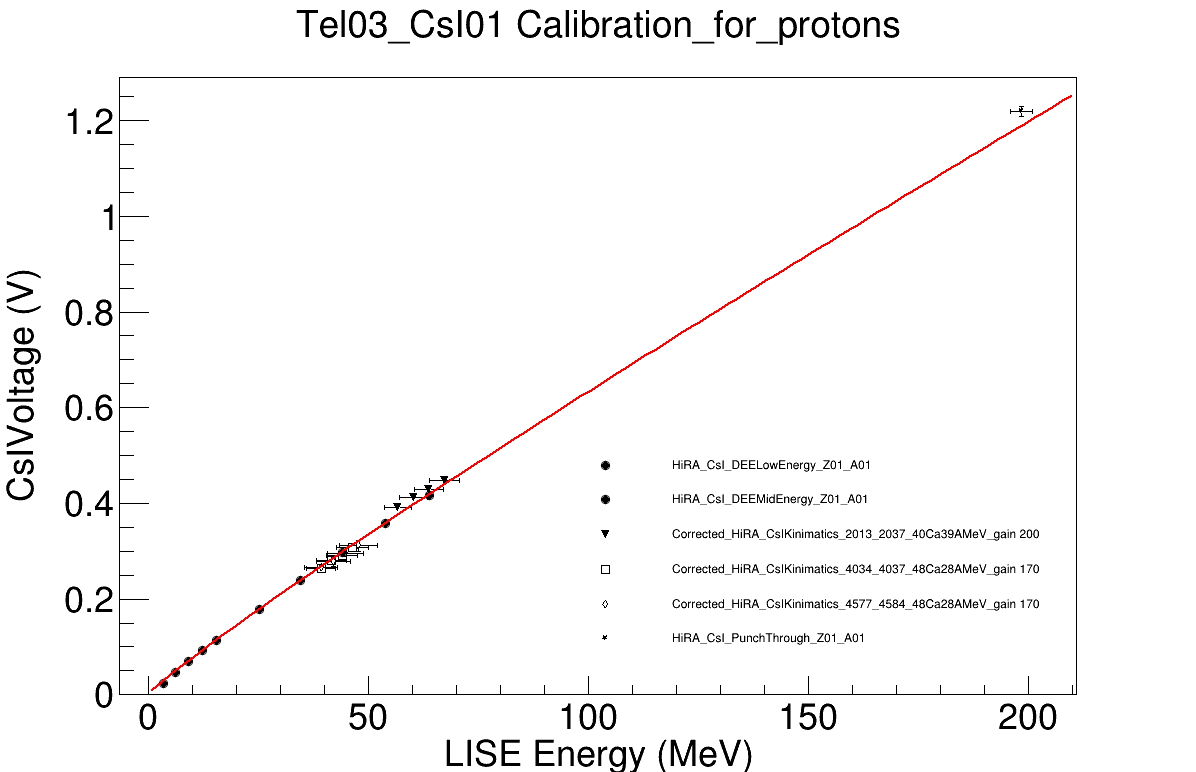 Tel03_CsI01 Calibration_for_protons
CsIVoltage (V)
1.2
1
0.8
0.6
0.4
0.2
0
HiRA_CsI_DEELowEnergy_Z01_A01
HiRA_CsI_DEEMidEnergy_Z01_A01
Corrected_HiRA_CsIKinimatics_2013_2037_40Ca39AMeV_gain 200
Corrected_HiRA_CsIKinimatics_4034_4037_48Ca28AMeV_gain 170
Corrected_HiRA_CsIKinimatics_4577_4584_48Ca28AMeV_gain 170
HiRA_CsI_PunchThrough_Z01_A01
0 50 100 150 200
LISE Energy (MeV)